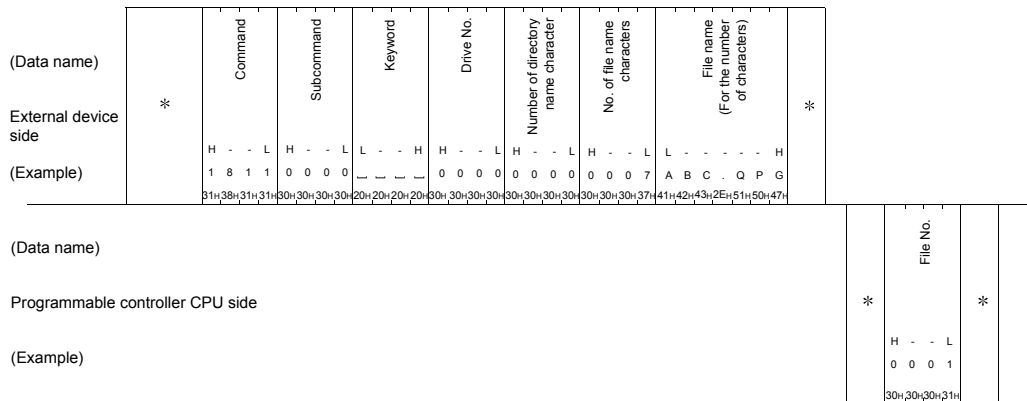 (Data name)
External device
side
(Example)
*
Command
H - - L
1 8 1 1
31H 38H 31H 31H
Subcommand
H - - L
0 0 0 0
30H 30H 30H 30H
Keyword
L - - H
␣ ␣ ␣ ␣
20H 20H 20H 20H
Drive No.
H - - L
0 0 0 0
30H 30H 30H 30H
Number of directory
name character
H - - L
0 0 0 0
30H 30H 30H 30H
No. of file name
characters
H - - L
0 0 0 7
30H 30H 30H 37H
File name
(For the number
of characters)
L - - - - - H
A B C . Q P G
41H 42H 43H 2EH 51H 50H 47H
*
(Data name)
Programmable controller CPU side
(Example)
*
File No.
H - - L
0 0 0 1
30H 30H 30H 31H
*